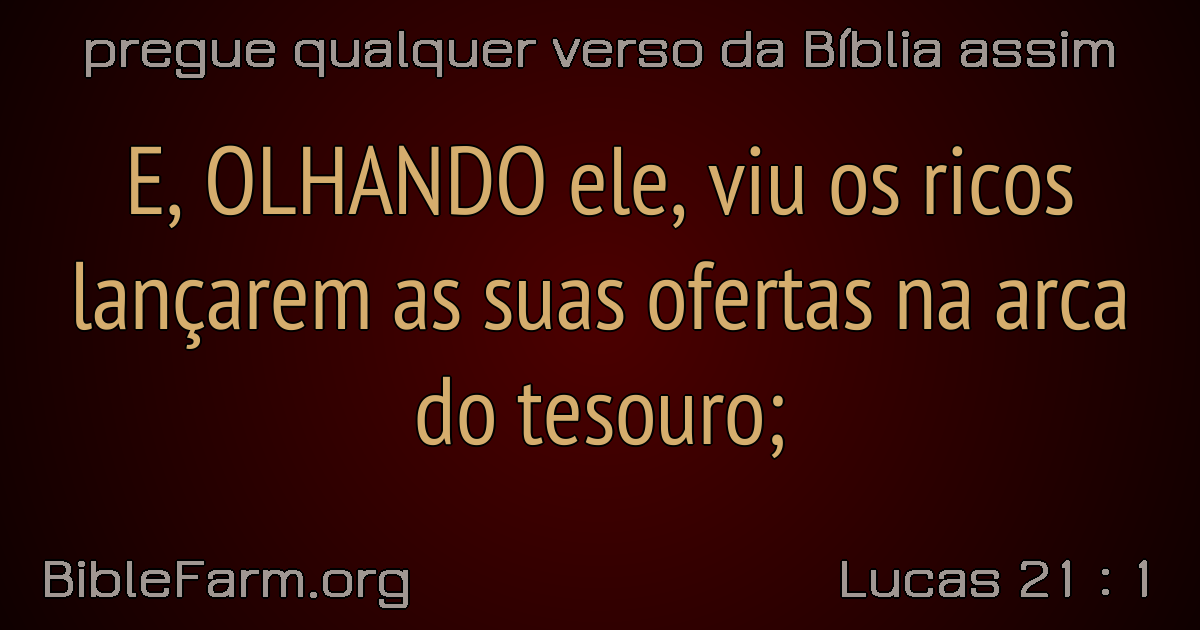 pregue qualquer verso da Bíblia assim
E, OLHANDO ele, viu os ricos
lançarem as suas ofertas na arca
do tesouro;
BibleFarm.org
Lucas 21 : 1